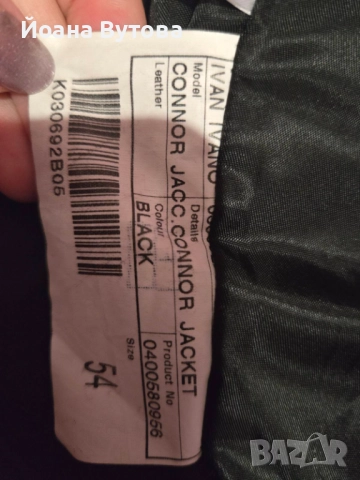 Йоана Вутова
IVAN IVANO
Model
CONNOR JACC.CONNOR JACKET
Leather
Details
Colour
BLACK
Product No
0400580956
Size
54
K030692B05
BAZAR